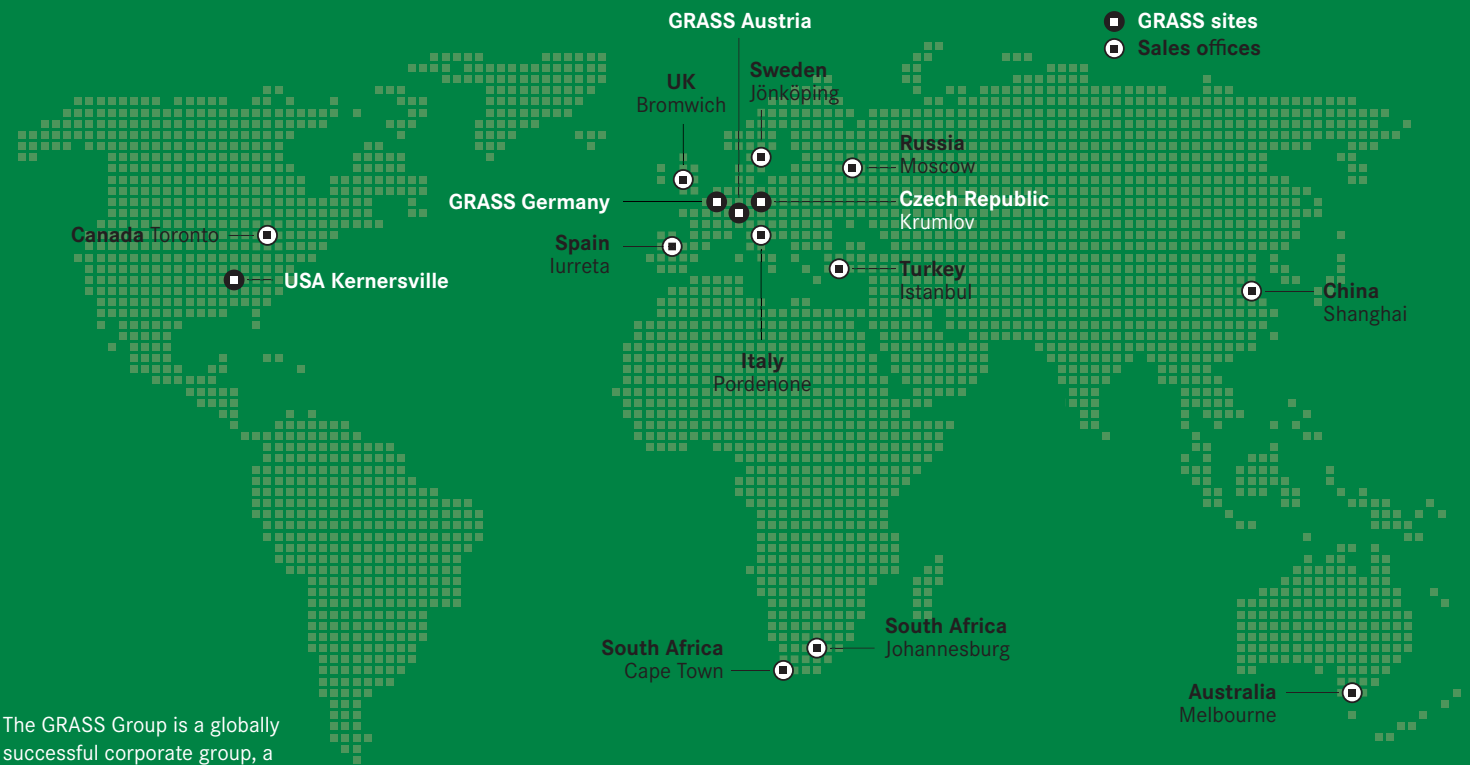 GRASS Austria
GRASS sites
Sales offices
UK
Bromwich
Sweden
Jönköping
Russia
Moscow
GRASS Germany
Czech Republic
Krumlov
Canada Toronto
Spain
Iurreta
USA Kernersville
Turkey
Istanbul
China
Shanghai
Italy
Pordenone
South Africa
Johannesburg
South Africa
Cape Town
Australia
Melbourne
The GRASS Group is a globally
successful corporate group, a